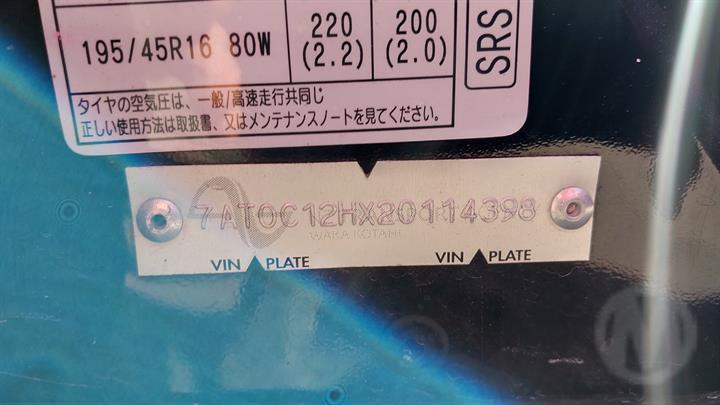 195/45R16 80W
220
(2.2)
200
(2.0)
SRS
タイヤの空気圧は、一般/高速走行共同じ
正しい使用方法は取扱書、又はメンテナンスノートを見てください。
7AT0C12HX20114398
WAKA KOTAHI
VIN PLATE
VIN PLATE
M